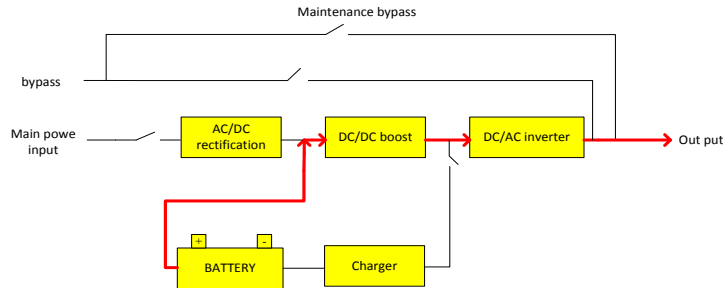 Maintenance bypass
bypass
Main powe
input
AC/DC
rectification
DC/DC boost
DC/AC inverter
Out put
+
-
BATTERY
Charger